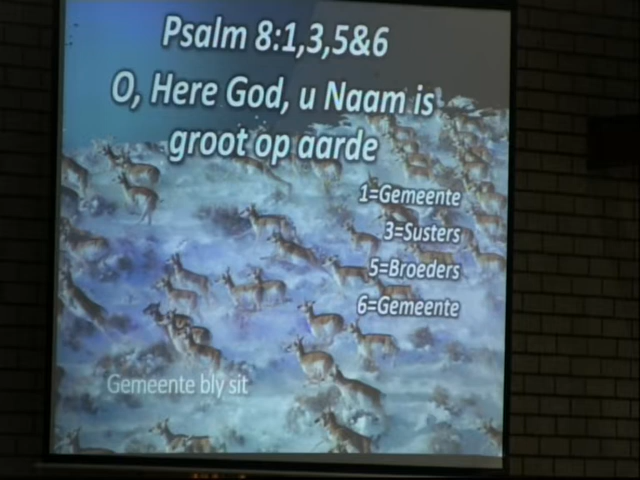 Psalm 8:1,3,5&6
O, Here God, u Naam is
groot op aarde
1=Gemeente
3=Susters
5=Broeders
6=Gemeente
Gemeente bly sit